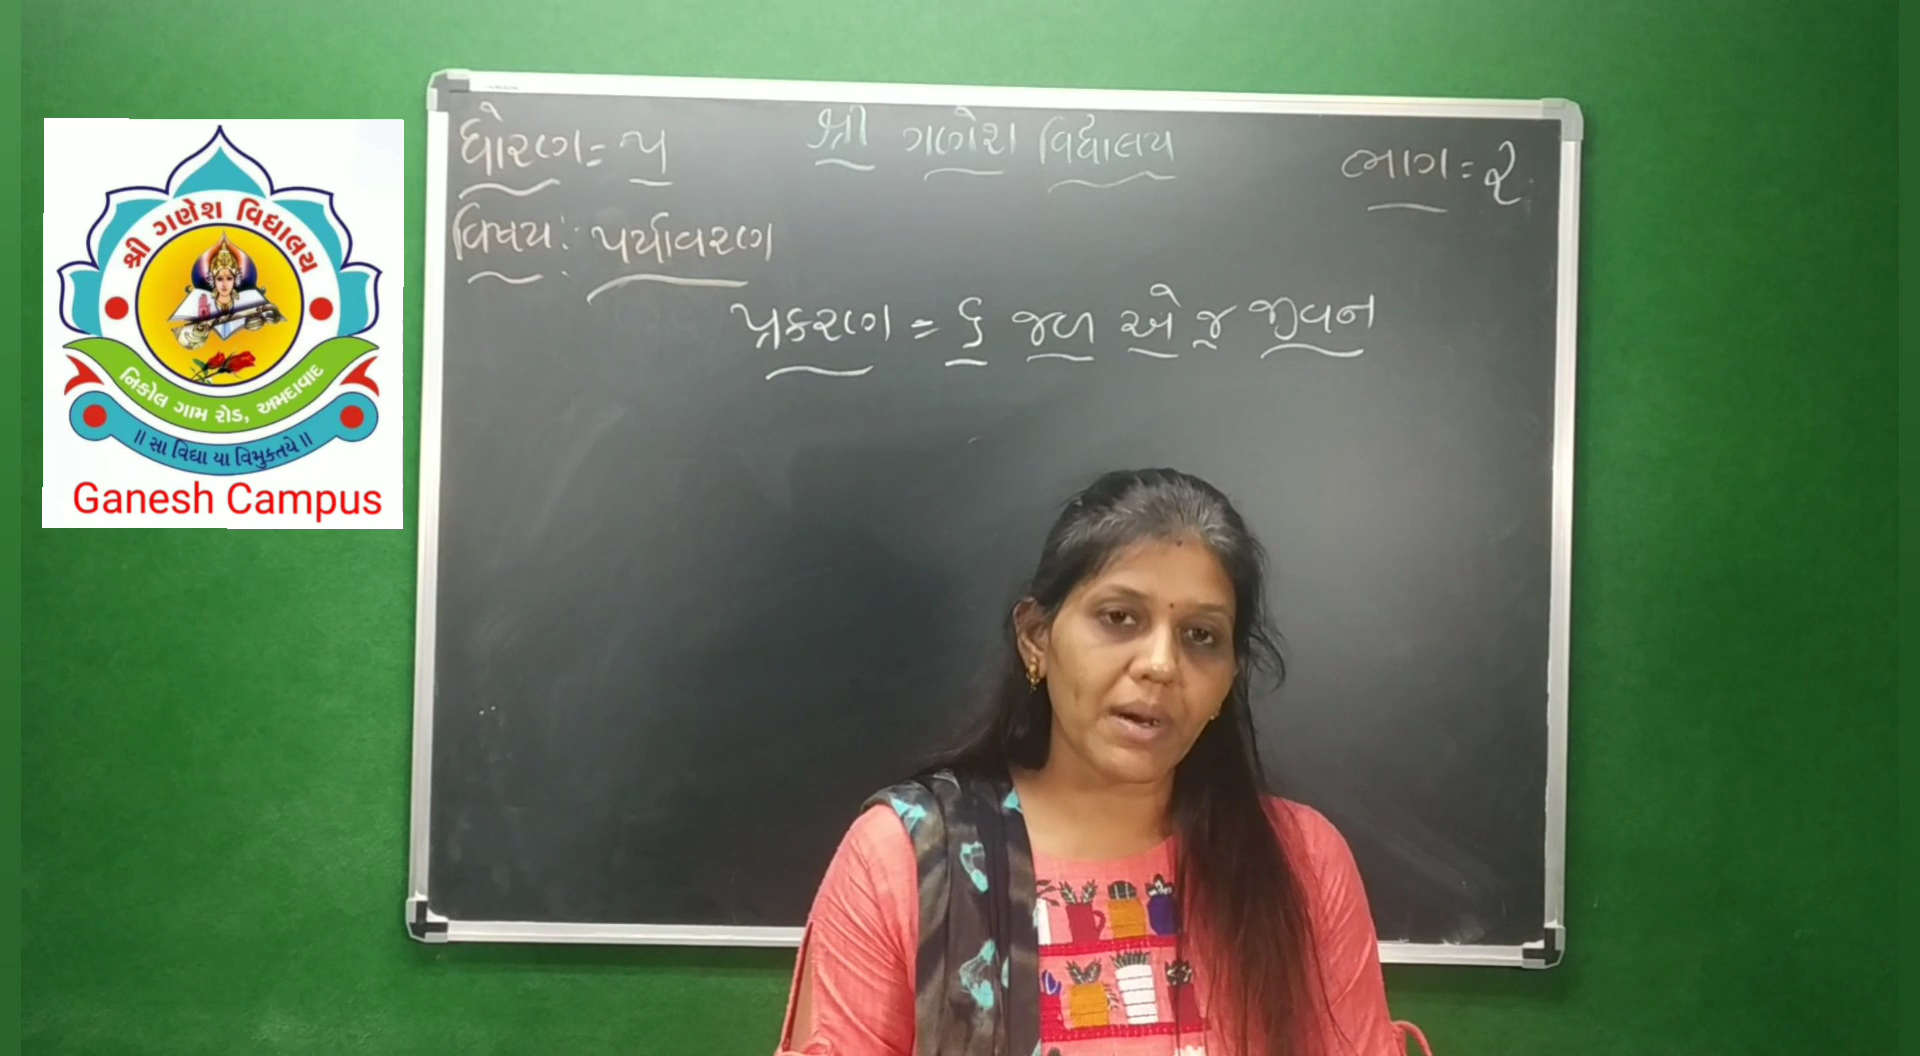 શ્રી ગણેશ વિદ્યાલય
નિકોલ ગામ રોડ, અમદાવાદ
॥ સા વિદ્યા યા વિમુક્તયે ॥
Ganesh Campus
ધોરણ = ૫
શ્રી ગણેશ વિદ્યાલય
ભાગ = ૨
વિષય : પર્યાવરણ
પ્રકરણ = ૬ જળ એ જ જીવન